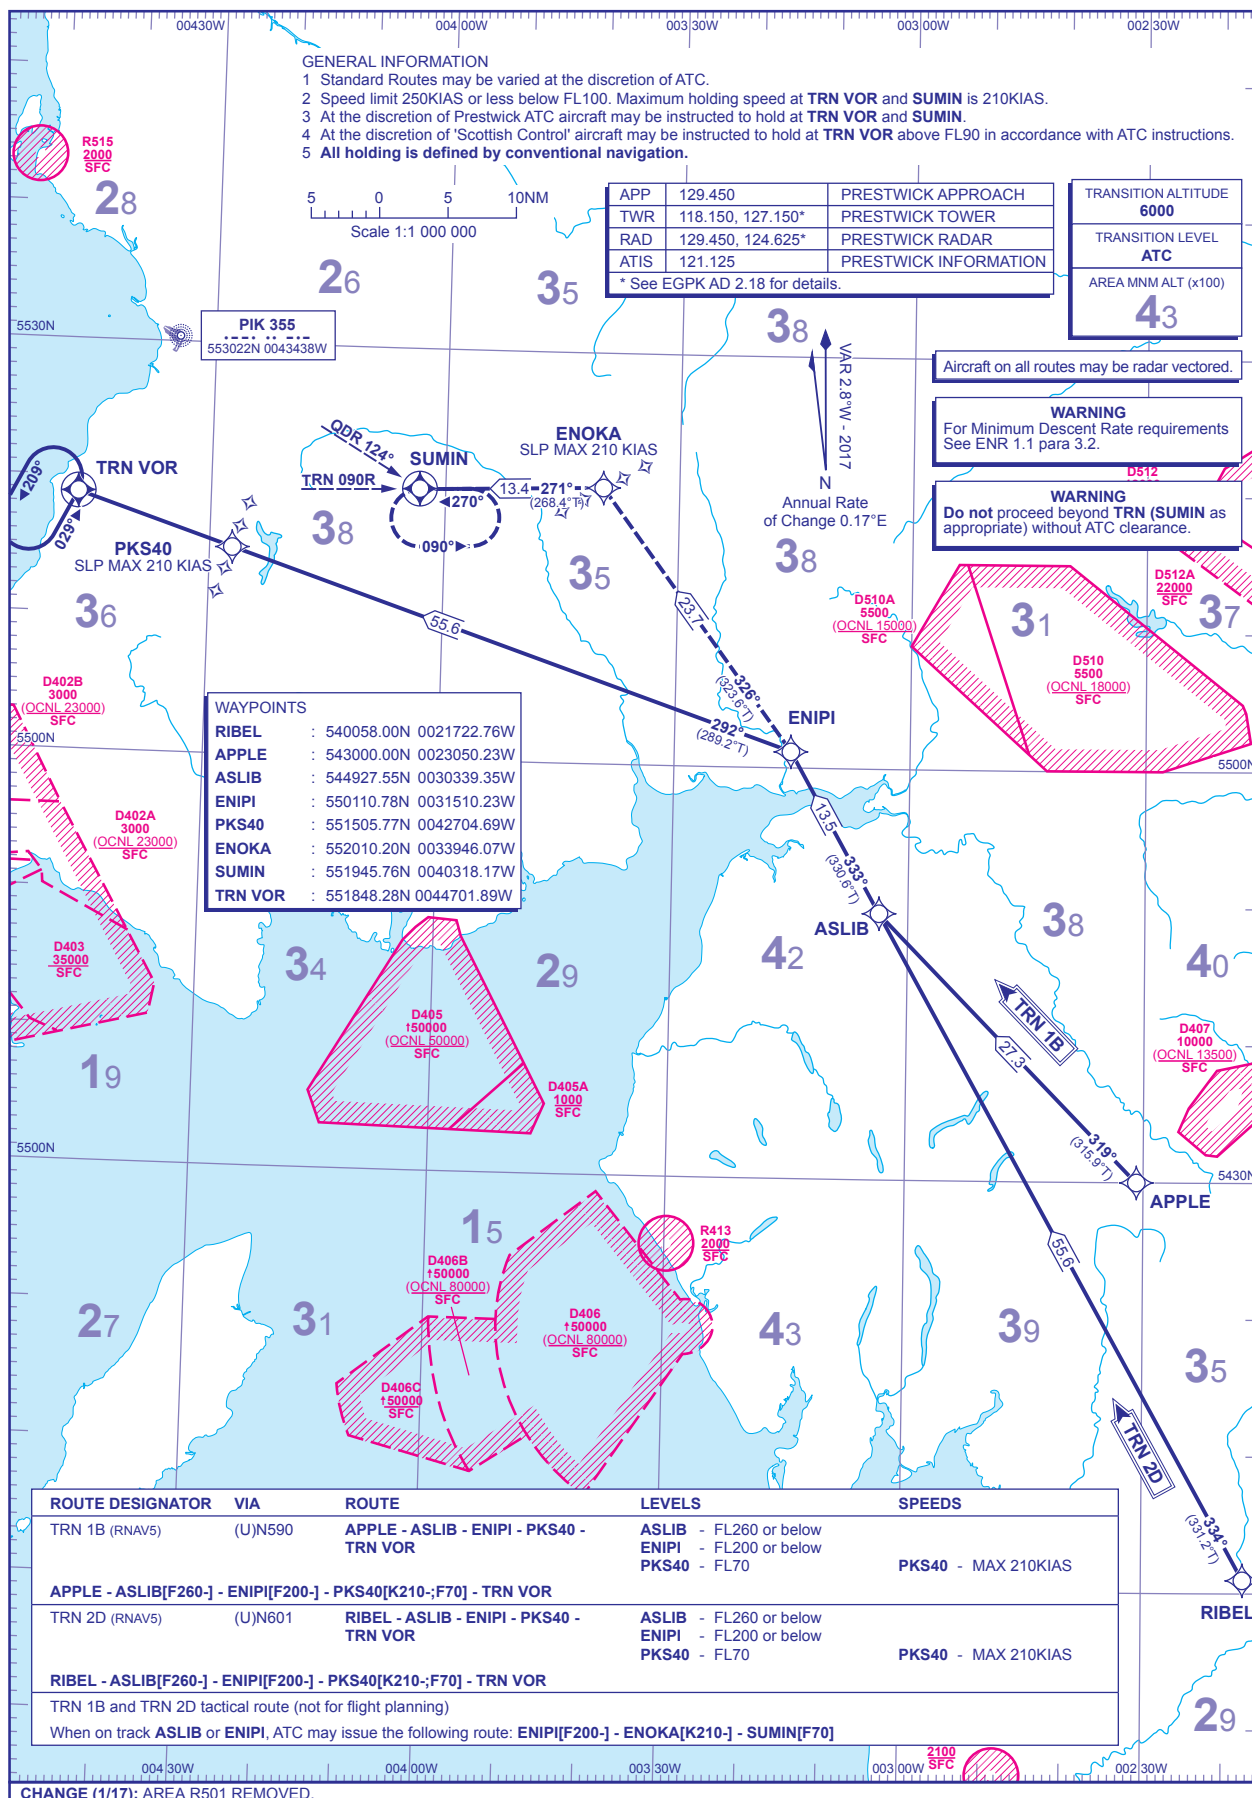 00430W
004 00W
003 30W
003 00W
002 30W
GENERAL INFORMATION
1 Standard Routes may be varied at the discretion of ATC.
2 Speed limit 250KIAS or less below FL100. Maximum holding speed at TRN VOR and SUMIN is 210KIAS.
3 At the discretion of Prestwick ATC aircraft may be instructed to hold at TRN VOR and SUMIN.
4 At the discretion of 'Scottish Control' aircraft may be instructed to hold at TRN VOR above FL90 in accordance with ATC instructions.
5 All holding is defined by conventional navigation.
R515
2000
SFC
28
5 0 5 10NM
Scale 1:1 000 000
APP 129.450 PRESTWICK APPROACH
TWR 118.150, 127.150* PRESTWICK TOWER
RAD 129.450, 124.625* PRESTWICK RADAR
ATIS 121.125 PRESTWICK INFORMATION
* See EGPK AD 2.18 for details.
TRANSITION ALTITUDE
6000
TRANSITION LEVEL
ATC
AREA MNM ALT (x100)
43
26
35
38
5530N
PIK 355
553022N 0043438W
VAR 2.8°W - 2017
N
Annual Rate
of Change 0.17°E
Aircraft on all routes may be radar vectored.
WARNING
For Minimum Descent Rate requirements
See ENR 1.1 para 3.2.
D512
WARNING
Do not proceed beyond TRN (SUMIN as
appropriate) without ATC clearance.
209°
029°
TRN VOR
QDR 124°
TRN 090R
SUMIN
270°
090°
13.4
271°
(268.4°T)
ENOKA
SLP MAX 210 KIAS
PKS40
SLP MAX 210 KIAS
38
35
38
36
D510A
5500
(OCNL 15000)
SFC
31
D512A
22000
SFC
37
D510
5500
(OCNL 18000)
SFC
55.6
23.7
326°
(323.6°T)
292°
(289.2°T)
ENIPI
D402B
3000
(OCNL 23000)
SFC
5500N
5500N
WAYPOINTS
RIBEL : 540058.00N 0021722.76W
APPLE : 543000.00N 0023050.23W
ASLIB : 544927.55N 0030339.35W
ENIPI : 550110.78N 0031510.23W
PKS40 : 551505.77N 0042704.69W
ENOKA : 552010.20N 0033946.07W
SUMIN : 551945.76N 0040318.17W
TRN VOR : 551848.28N 0044701.89W
D402A
3000
(OCNL 23000)
SFC
13.5
333°
(330.6°T)
ASLIB
D403
35000
SFC
34
29
42
38
40
D405
↑50000
(OCNL 50000)
SFC
TRN 1B
27.3
D407
10000
(OCNL 13500)
SFC
19
D405A
1000
SFC
5500N
319°
(315.9°T)
5430N
APPLE
15
R413
2000
SFC
D406B
↑50000
(OCNL 80000)
SFC
55.6
27
31
D406
↑50000
(OCNL 80000)
SFC
43
39
35
D406C
↑50000
SFC
TRN 2D
334°
(331.2°T)
RIBEL
ROUTE DESIGNATOR VIA ROUTE LEVELS SPEEDS
TRN 1B (RNAV5) (U)N590 APPLE - ASLIB - ENIPI - PKS40 - ASLIB - FL260 or below
TRN VOR ENIPI - FL200 or below
PKS40 - FL70 PKS40 - MAX 210KIAS
APPLE - ASLIB[F260-] - ENIPI[F200-] - PKS40[K210-;F70] - TRN VOR
TRN 2D (RNAV5) (U)N601 RIBEL - ASLIB - ENIPI - PKS40 - ASLIB - FL260 or below
TRN VOR ENIPI - FL200 or below
PKS40 - FL70 PKS40 - MAX 210KIAS
RIBEL - ASLIB[F260-] - ENIPI[F200-] - PKS40[K210-;F70] - TRN VOR
TRN 1B and TRN 2D tactical route (not for flight planning)
When on track ASLIB or ENIPI, ATC may issue the following route: ENIPI[F200-] - ENOKA[K210-] - SUMIN[F70]
29
2100
SFC
004 30W
004 00W
003 30W
003 00W
002 30W
CHANGE (1/17): AREA R501 REMOVED.